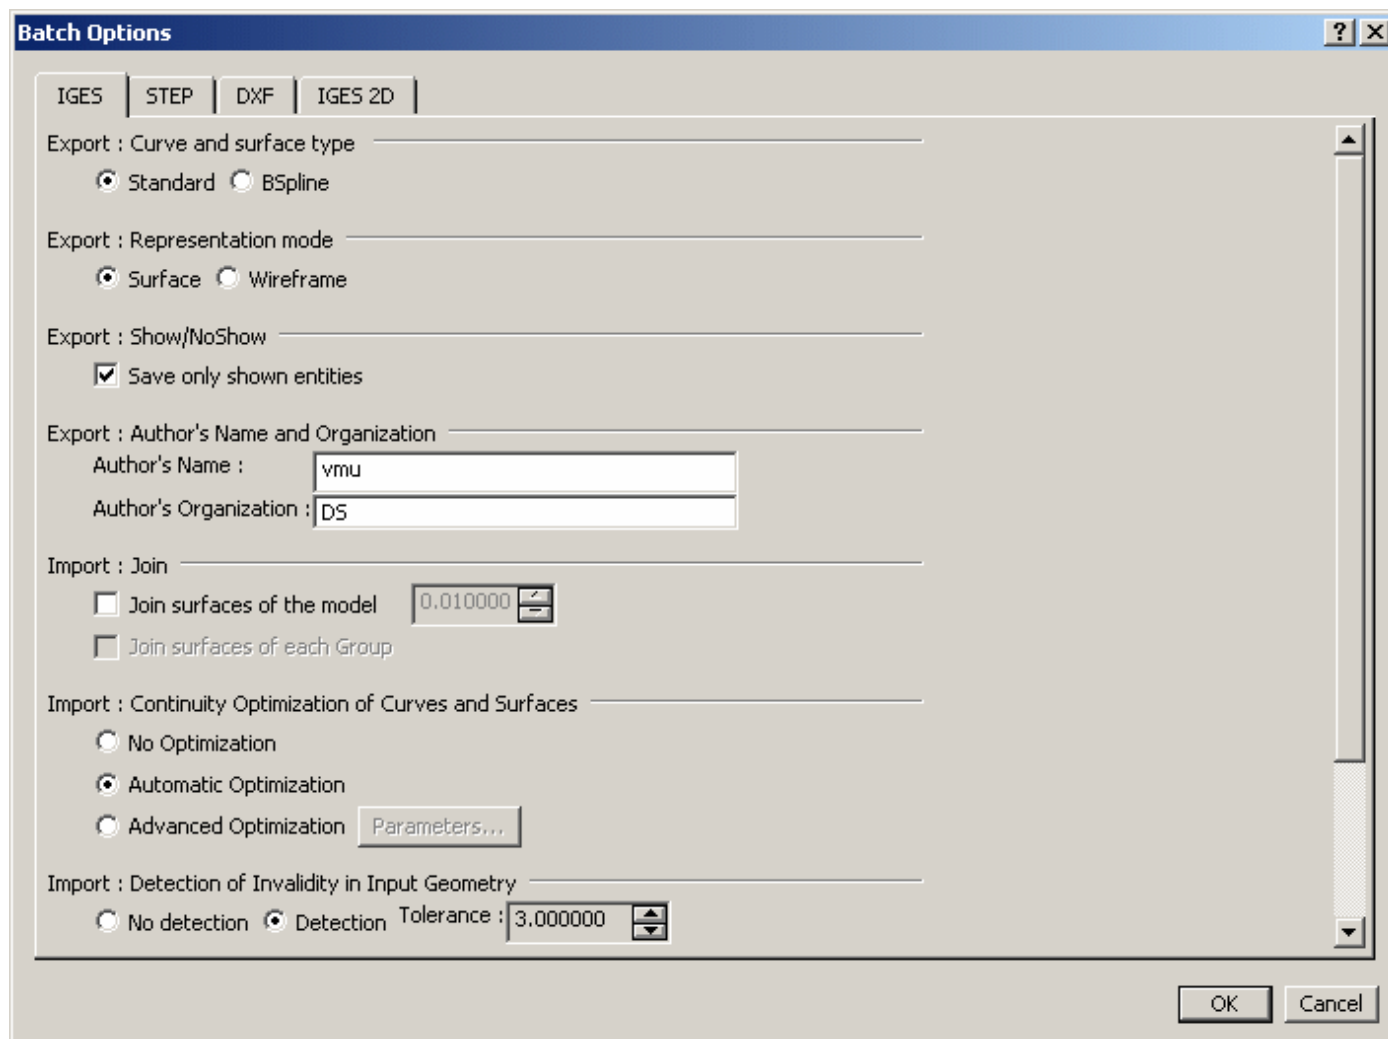 Batch Options
IGES STEP DXF IGES 2D
Export : Curve and surface type
Standard BSpline
Export : Representation mode
Surface Wireframe
Export : Show/NoShow
Save only shown entities
Export : Author's Name and Organization
Author's Name : vmu
Author's Organization : DS
Import : Join
Join surfaces of the model 0.010000
Join surfaces of each Group
Import : Continuity Optimization of Curves and Surfaces
No Optimization
Automatic Optimization
Advanced Optimization Parameters...
Import : Detection of Invalidity in Input Geometry
No detection Detection Tolerance : 3.000000
OK Cancel